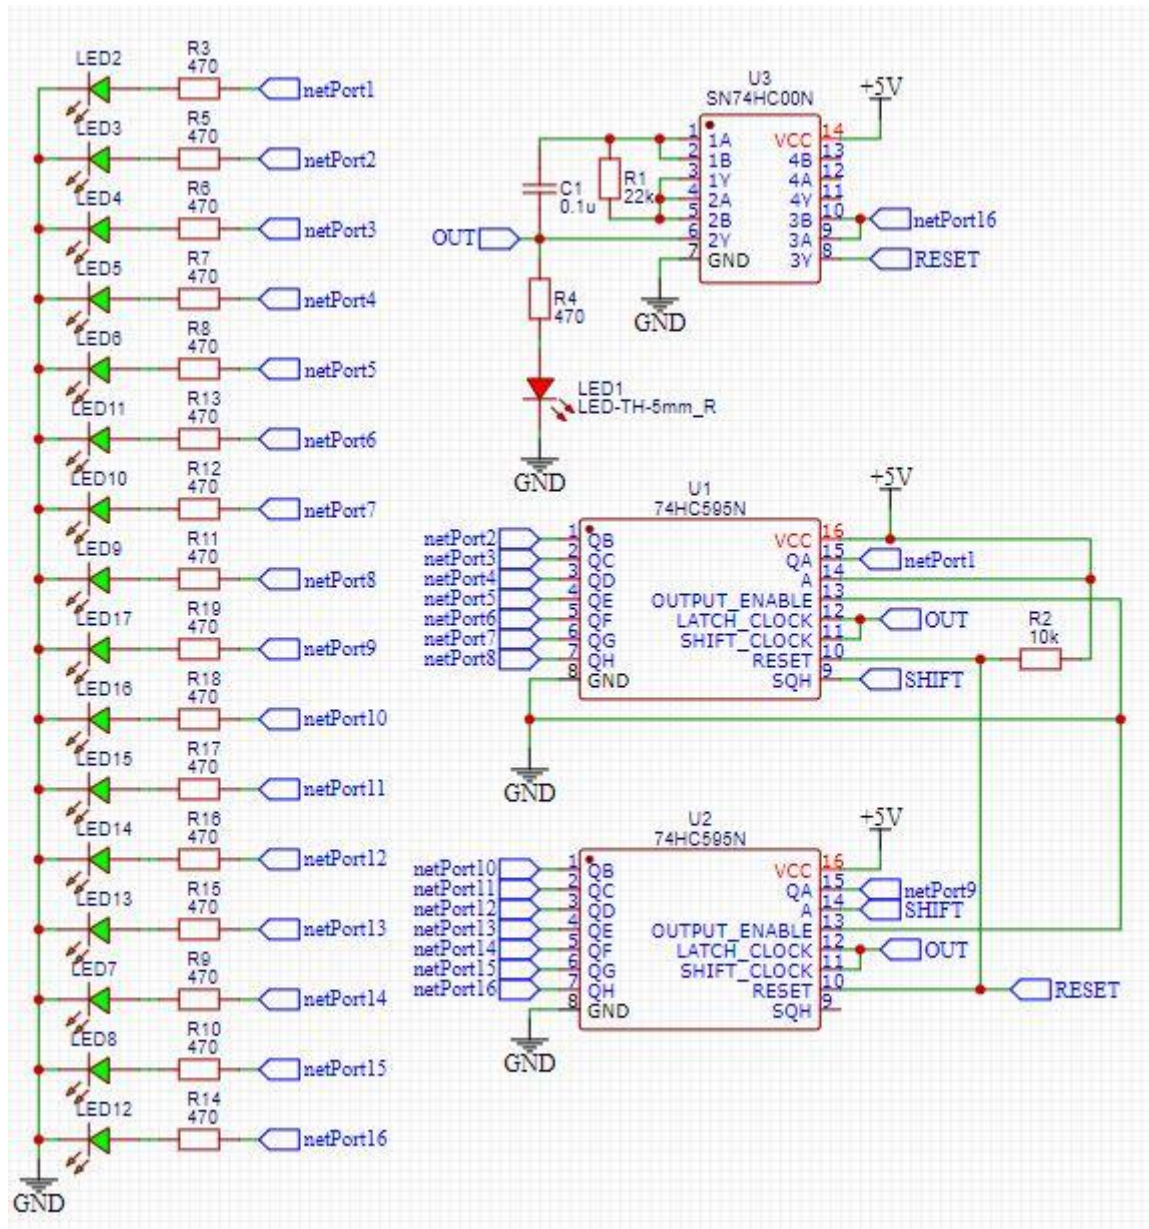 LED2
R3
470
netPort1
LED3
R5
470
netPort2
LED4
R6
470
netPort3
LED5
R7
470
netPort4
LED6
R8
470
netPort5
LED11
R13
470
netPort6
LED10
R12
470
netPort7
LED9
R11
470
netPort8
LED17
R19
470
netPort9
LED16
R18
470
netPort10
LED15
R17
470
netPort11
LED14
R16
470
netPort12
LED13
R15
470
netPort13
LED7
R9
470
netPort14
LED8
R10
470
netPort15
LED12
R14
470
netPort16
GND
U3
SN74HC00N
+5V
1 1A VCC 14
2 1B 4B 13
3 1Y 4A 12
4 2A 4Y 11
5 2B 3B 10 netPort16
6 2Y 3A 9
7 GND 3Y 8 RESET
C1
0.1u
R1
22k
OUT
GND
R4
470
LED1
LED-TH-5mm_R
GND
U1
74HC595N
+5V
netPort2 1 QB VCC 16
netPort3 2 QC QA 15 netPort1
netPort4 3 QD A 14
netPort5 4 QE OUTPUT_ENABLE 13
netPort6 5 QF LATCH_CLOCK 12 OUT
netPort7 6 QG SHIFT_CLOCK 11
netPort8 7 QH RESET 10
8 GND SQH 9 SHIFT
R2
10k
GND
U2
74HC595N
+5V
netPort10 1 QB VCC 16
netPort11 2 QC QA 15 netPort9
netPort12 3 QD A 14 SHIFT
netPort13 4 QE OUTPUT_ENABLE 13
netPort14 5 QF LATCH_CLOCK 12 OUT
netPort15 6 QG SHIFT_CLOCK 11
netPort16 7 QH RESET 10 RESET
8 GND SQH 9
GND